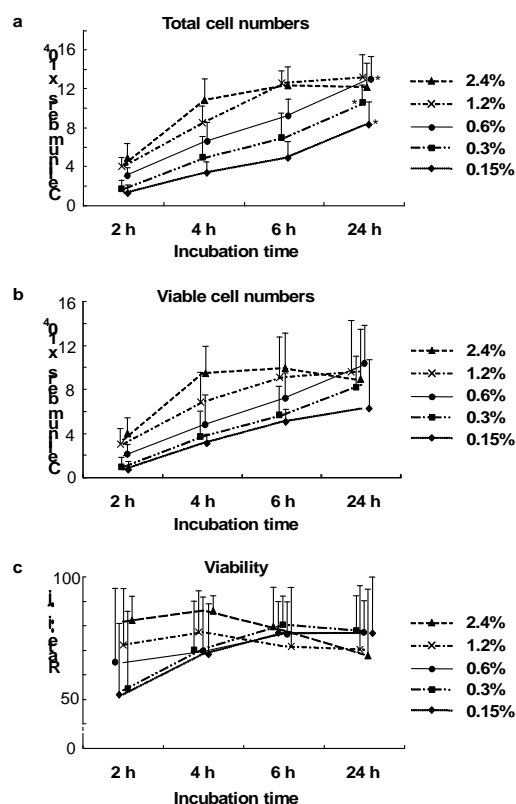 a
Total cell numbers
16
12
8
4
0
2 h 4 h 6 h 24 h
Incubation time
2.4%
1.2%
0.6%
0.3%
0.15%
* * *
b
Viable cell numbers
16
12
8
4
0
2 h 4 h 6 h 24 h
Incubation time
2.4%
1.2%
0.6%
0.3%
0.15%
c
Viability
100
50
0
2 h 4 h 6 h 24 h
Incubation time
2.4%
1.2%
0.6%
0.3%
0.15%